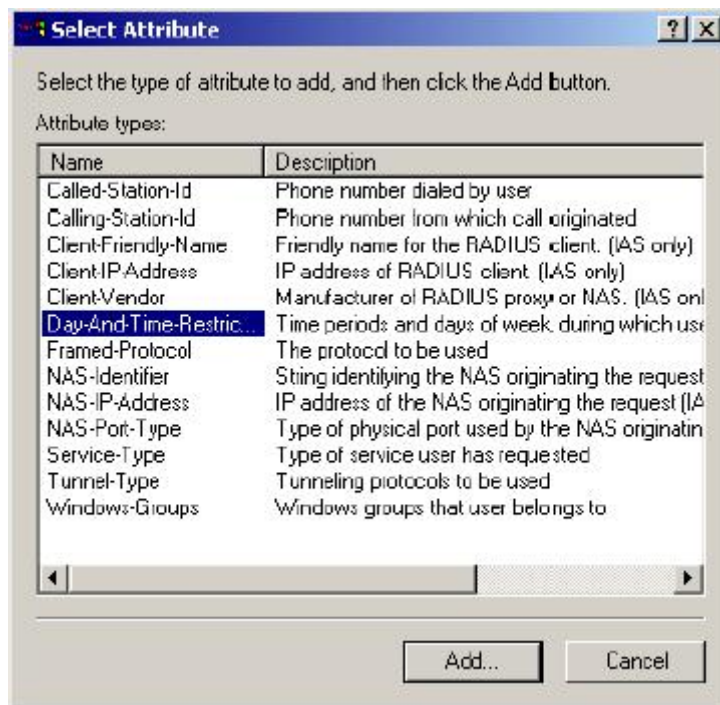 Select Attribute
Select the type of attribute to add, and then click the Add button.
Attribute types:
Name Description
Called-Station-Id Phone number dialed by user
Calling-Station-Id Phone number from which call originated
Client-Friendly-Name Friendly name for the RADIUS client. (IAS only)
Client-IP-Address IP address of RADIUS client. (IAS only)
Client-Vendor Manufacturer of RADIUS proxy or NAS. (IAS onl
Day-And-Time-Restric... Time periods and days of week during which use
Framed-Protocol The protocol to be used
NAS-Identifier String identifying the NAS originating the request
NAS-IP-Address IP address of the NAS originating the request (IA
NAS-Port-Type Type of physical port used by the NAS originatin
Service-Type Type of service user has requested
Tunnel-Type Tunneling protocols to be used
Windows-Groups Windows groups that user belongs to
Add... Cancel